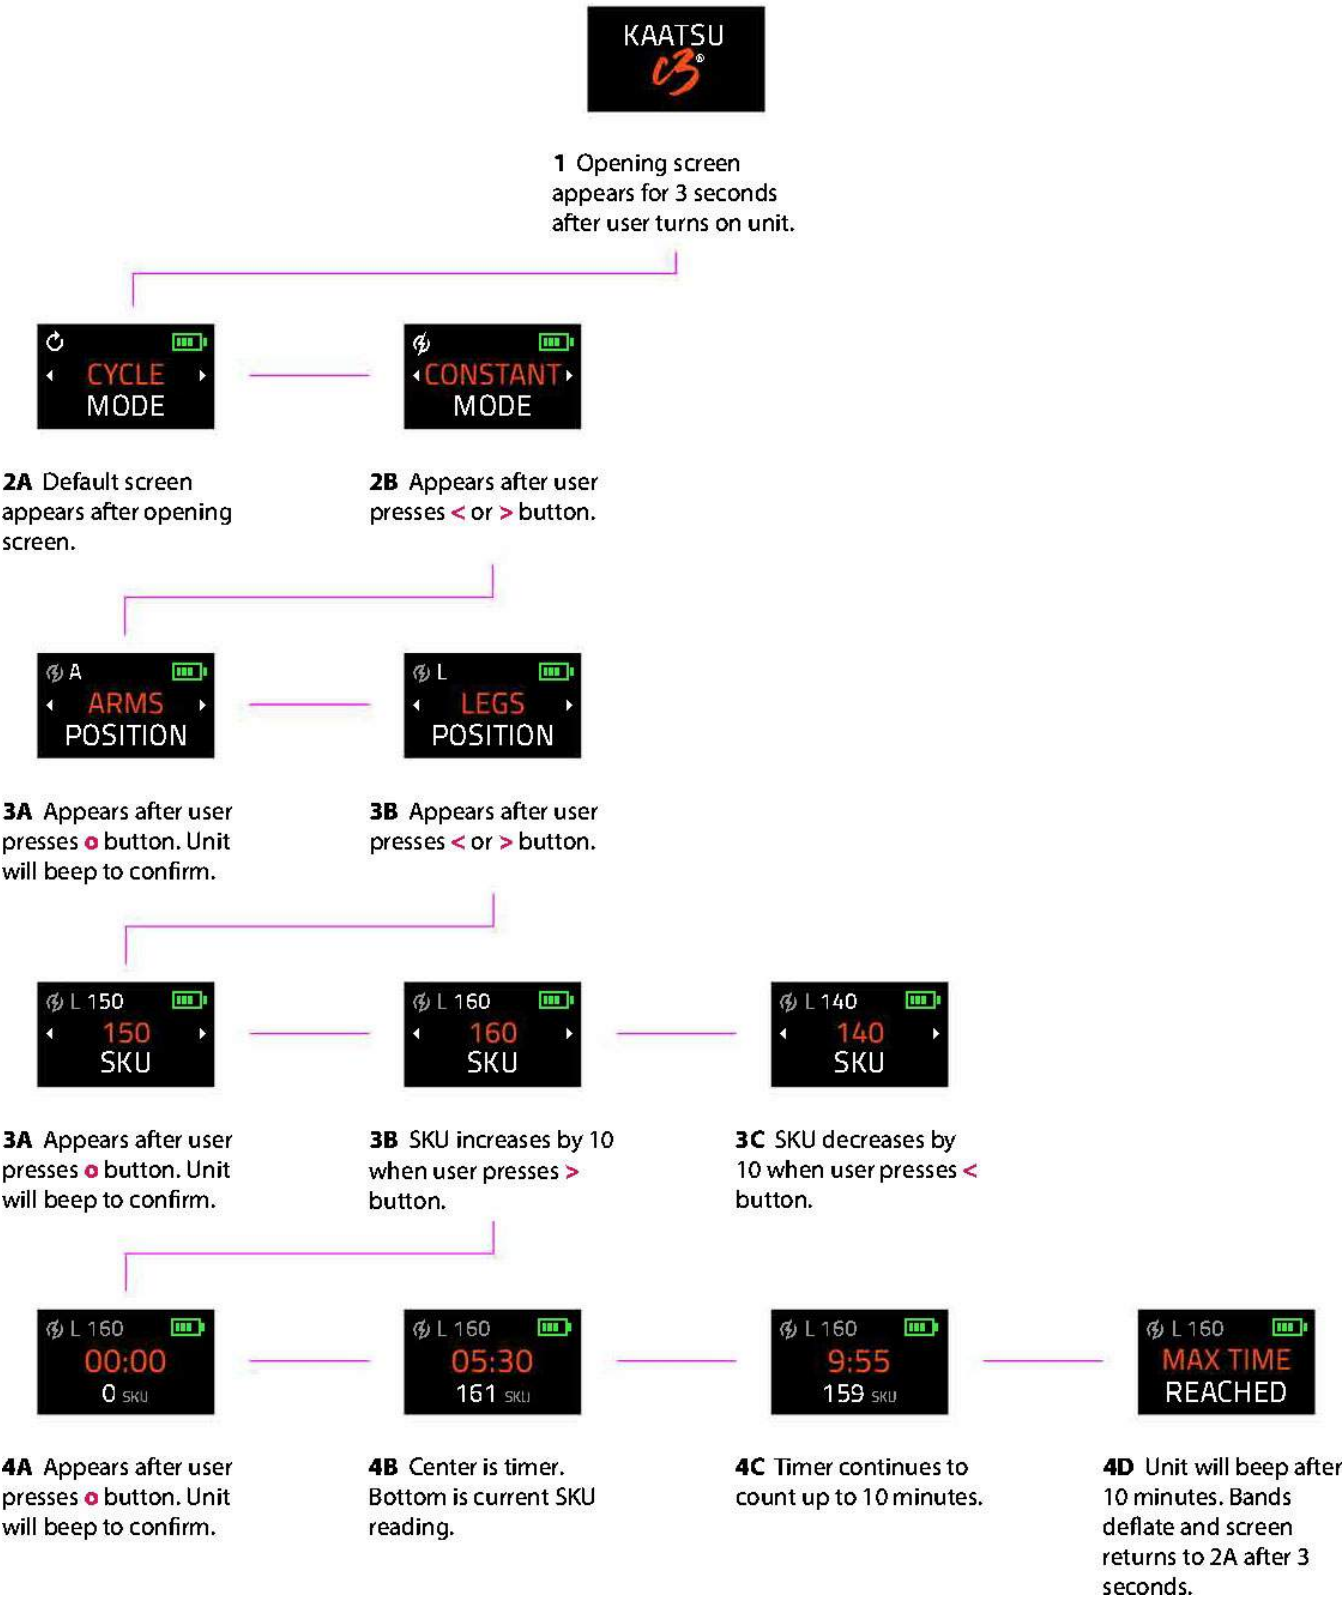 KAATSU
c3®
1 Opening screen
appears for 3 seconds
after user turns on unit.
CYCLE
MODE
CONSTANT
MODE
2A Default screen
appears after opening
screen.
2B Appears after user
presses < or > button.
A
ARMS
POSITION
L
LEGS
POSITION
3A Appears after user
presses o button. Unit
will beep to confirm.
3B Appears after user
presses < or > button.
L 150
150
SKU
L 160
160
SKU
L 140
140
SKU
3A Appears after user
presses o button. Unit
will beep to confirm.
3B SKU increases by 10
when user presses >
button.
3C SKU decreases by
10 when user presses <
button.
L 160
00:00
0 SKU
L 160
05:30
161 SKU
L 160
9:55
159 SKU
L 160
MAX TIME
REACHED
4A Appears after user
presses o button. Unit
will beep to confirm.
4B Center is timer.
Bottom is current SKU
reading.
4C Timer continues to
count up to 10 minutes.
4D Unit will beep after
10 minutes. Bands
deflate and screen
returns to 2A after 3
seconds.